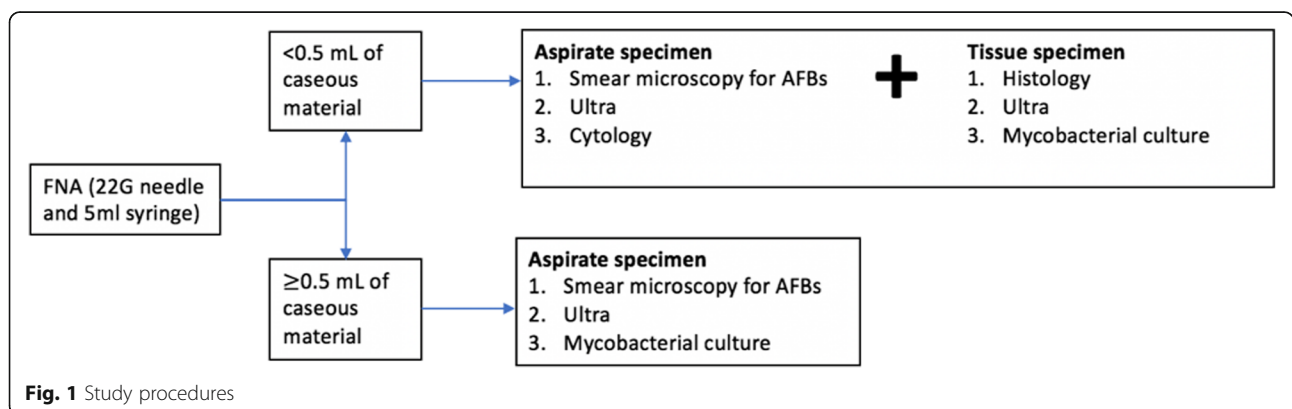 <0.5 mL of
caseous
material
Aspirate specimen
1. Smear microscopy for AFBs
2. Ultra
3. Cytology
+
Tissue specimen
1. Histology
2. Ultra
3. Mycobacterial culture
FNA (22G needle
and 5ml syringe)
≥0.5 mL of
caseous
material
Aspirate specimen
1. Smear microscopy for AFBs
2. Ultra
3. Mycobacterial culture
Fig. 1 Study procedures